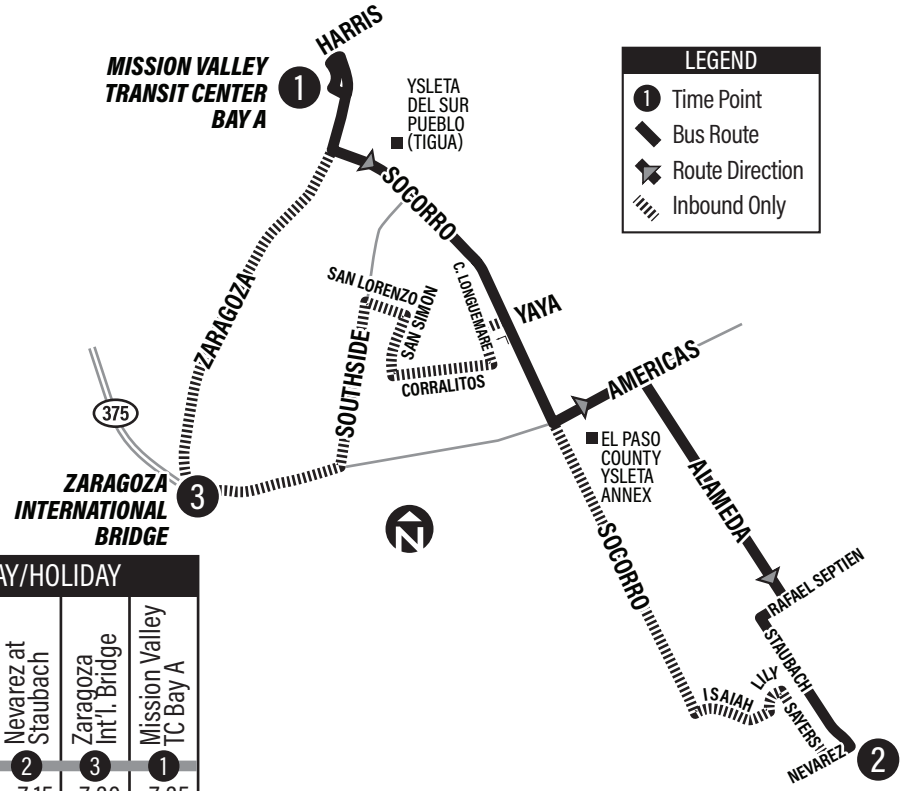 HARRIS
MISSION VALLEY
TRANSIT CENTER
BAY A
1
YSLETA
DEL SUR
PUEBLO
(TIGUA)
LEGEND
1 Time Point
Bus Route
Route Direction
Inbound Only
SOCORRO
ZARAGOZA
SAN LORENZO
SAN SIMON
C. LONGUEMARE
YAYA
SOUTHSIDE
CORRALITOS
AMERICAS
375
EL PASO
COUNTY
YSLETA
ANNEX
ALAMEDA
ZARAGOZA
INTERNATIONAL
BRIDGE
3
N
SOCORRO
RAFAEL SEPTIEN
STAUBACH
LILY
ISAIAH
SAYERS
NEVAREZ
2
AY/HOLIDAY
Nevarez at
Staubach
Zaragoza
Int'l. Bridge
Mission Valley
TC Bay A
2 3 1